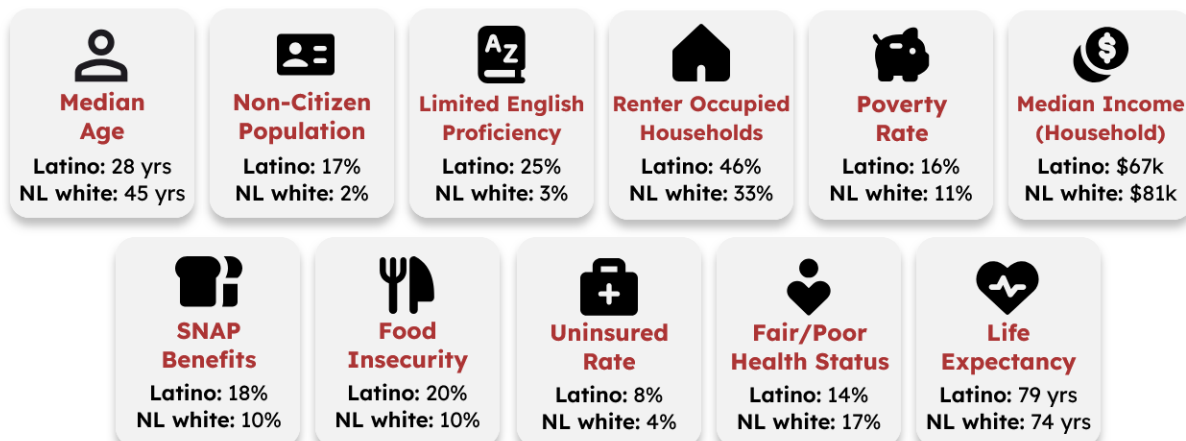 AZ
Median
Age
Latino: 28 yrs
NL white: 45 yrs
Non-Citizen
Population
Latino: 17%
NL white: 2%
Limited English
Proficiency
Latino: 25%
NL white: 3%
Renter Occupied
Households
Latino: 46%
NL white: 33%
Poverty
Rate
Latino: 16%
NL white: 11%
$
Median Income
(Household)
Latino: $67k
NL white: $81k
SNAP
Benefits
Latino: 18%
NL white: 10%
Food
Insecurity
Latino: 20%
NL white: 10%
Uninsured
Rate
Latino: 8%
NL white: 4%
Fair/Poor
Health Status
Latino: 14%
NL white: 17%
Life
Expectancy
Latino: 79 yrs
NL white: 74 yrs